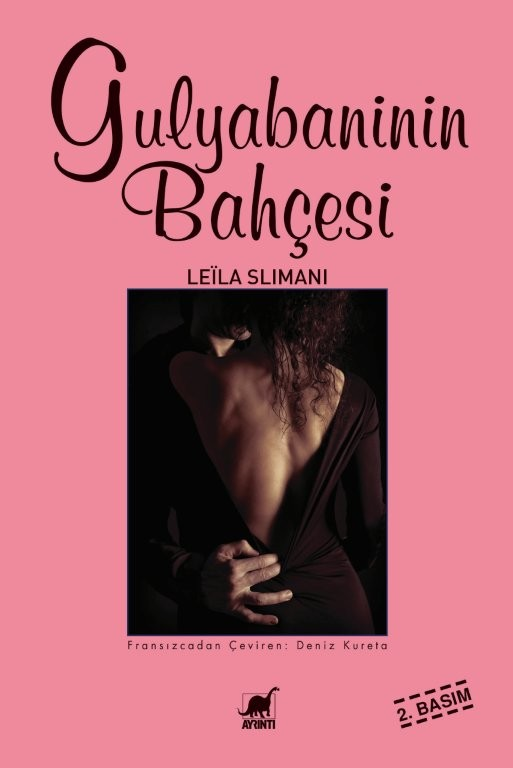 Gulyabaninin
Bahçesi
LEÏLA SLIMANI
Fransızcadan Çeviren: Deniz Kureta
AYRINTI
2. BASIM